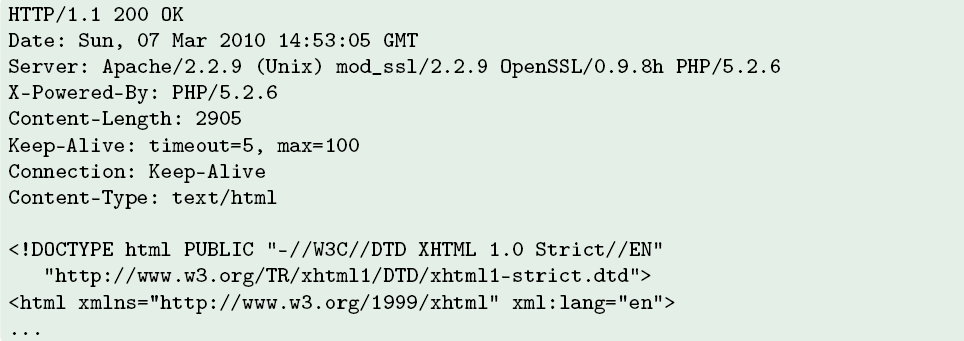 HTTP/1.1 200 OK
Date: Sun, 07 Mar 2010 14:53:05 GMT
Server: Apache/2.2.9 (Unix) mod_ssl/2.2.9 OpenSSL/0.9.8h PHP/5.2.6
X-Powered-By: PHP/5.2.6
Content-Length: 2905
Keep-Alive: timeout=5, max=100
Connection: Keep-Alive
Content-Type: text/html

<!DOCTYPE html PUBLIC "-//W3C//DTD XHTML 1.0 Strict//EN"
   "http://www.w3.org/TR/xhtml1/DTD/xhtml1-strict.dtd">
<html xmlns="http://www.w3.org/1999/xhtml" xml:lang="en">
...